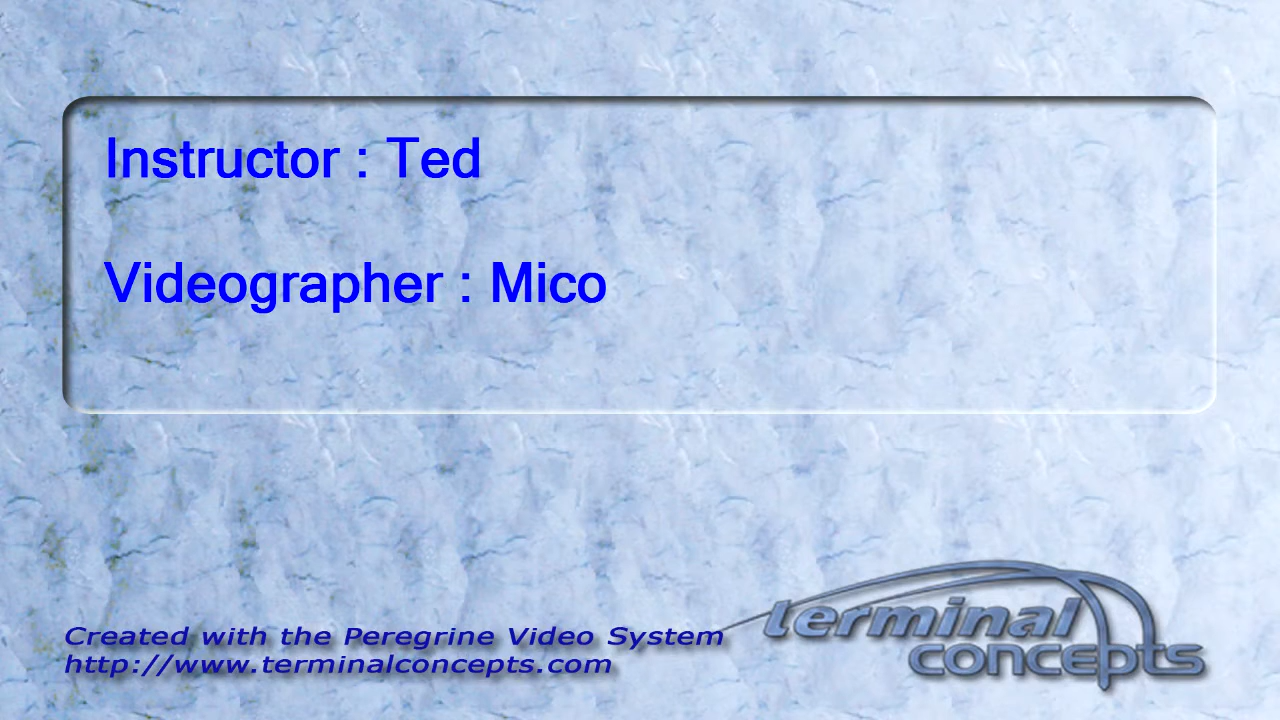 Instructor : Ted
Videographer : Mico
Created with the Peregrine Video System
http://www.terminalconcepts.com
terminal
concepts